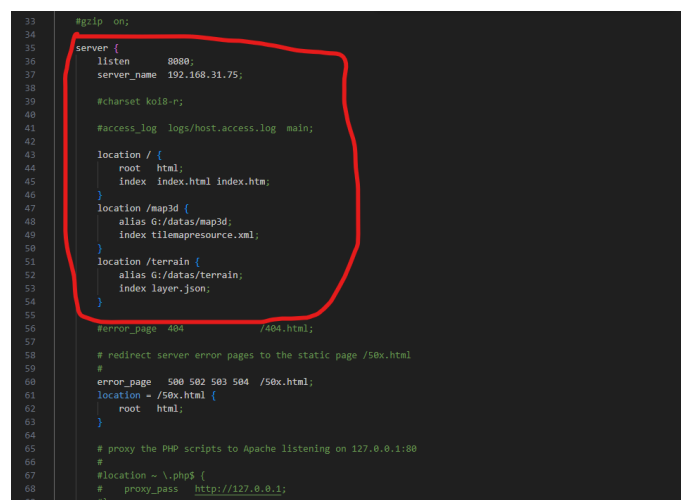 33 #gzip on;
34
35 server {
36 listen 8080;
37 server_name 192.168.31.75;
38
39 #charset koi8-r;
40
41 #access_log logs/host.access.log main;
42
43 location / {
44 root html;
45 index index.html index.htm;
46 }
47 location /map3d {
48 alias G:/datas/map3d;
49 index tilemapresource.xml;
50 }
51 location /terrain {
52 alias G:/datas/terrain;
53 index layer.json;
54 }
55
56 #error_page 404 /404.html;
57
58 # redirect server error pages to the static page /50x.html
59 #
60 error_page 500 502 503 504 /50x.html;
61 location = /50x.html {
62 root html;
63 }
64
65 # proxy the PHP scripts to Apache listening on 127.0.0.1:80
66 #
67 #location ~ \.php$ {
68 # proxy_pass http://127.0.0.1;